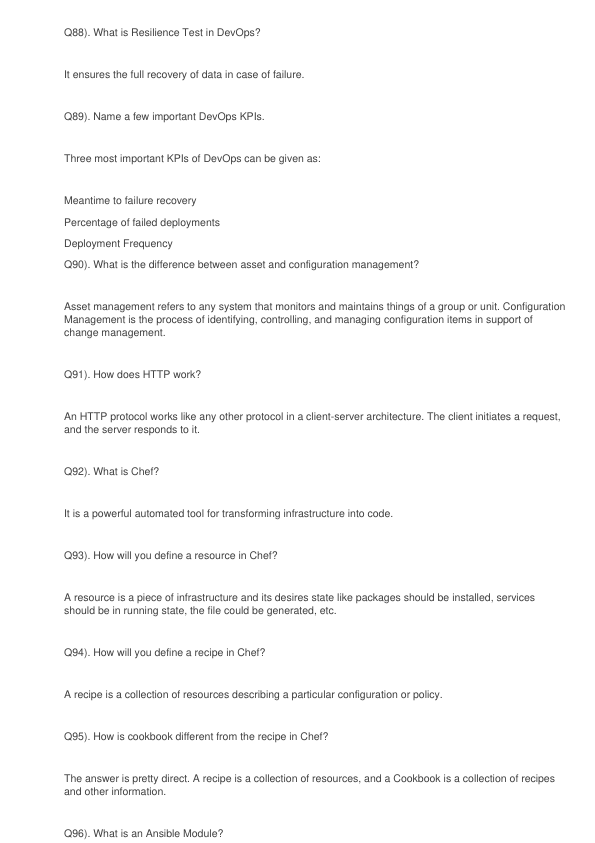 Q88). What is Resilience Test in DevOps?
It ensures the full recovery of data in case of failure.
Q89). Name a few important DevOps KPIs.
Three most important KPIs of DevOps can be given as:
Meantime to failure recovery
Percentage of failed deployments
Deployment Frequency
Q90). What is the difference between asset and configuration management?
Asset management refers to any system that monitors and maintains things of a group or unit. Configuration
Management is the process of identifying, controlling, and managing configuration items in support of
change management.
Q91). How does HTTP work?
An HTTP protocol works like any other protocol in a client-server architecture. The client initiates a request,
and the server responds to it.
Q92). What is Chef?
It is a powerful automated tool for transforming infrastructure into code.
Q93). How will you define a resource in Chef?
A resource is a piece of infrastructure and its desires state like packages should be installed, services
should be in running state, the file could be generated, etc.
Q94). How will you define a recipe in Chef?
A recipe is a collection of resources describing a particular configuration or policy.
Q95). How is cookbook different from the recipe in Chef?
The answer is pretty direct. A recipe is a collection of resources, and a Cookbook is a collection of recipes
and other information.
Q96). What is an Ansible Module?